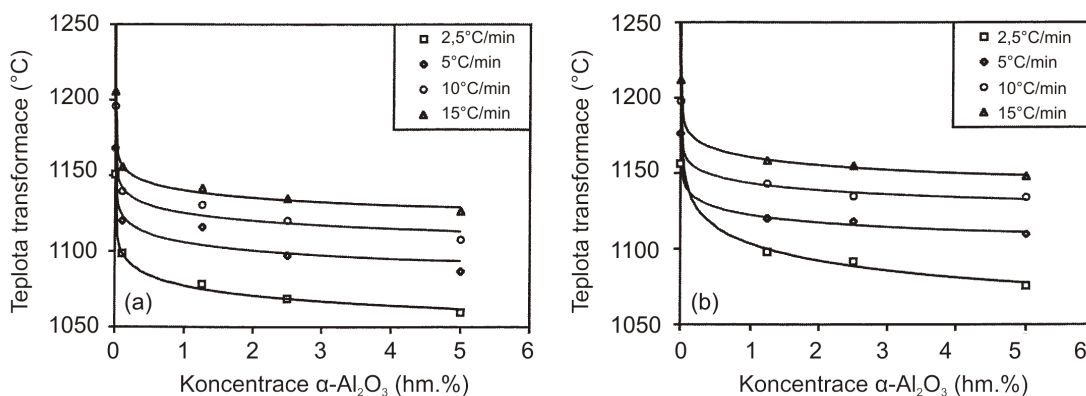 1250
1200
1150
1100
1050
Teplota transformace (°C)
2,5°C/min
5°C/min
10°C/min
15°C/min
(a)
0 1 2 3 4 5 6
Koncentrace α-Al₂O₃ (hm.%)
1250
1200
1150
1100
1050
Teplota transformace (°C)
2,5°C/min
5°C/min
10°C/min
15°C/min
(b)
0 1 2 3 4 5 6
Koncentrace α-Al₂O₃ (hm.%)